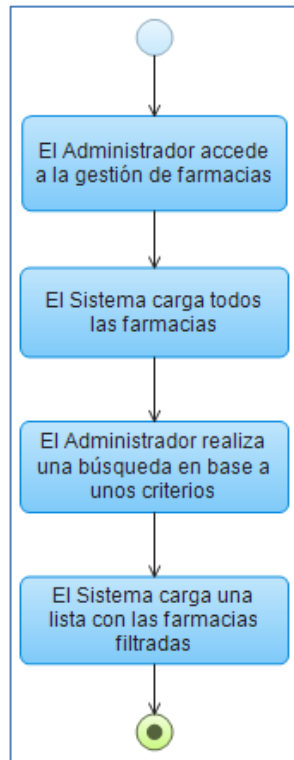 El Administrador accede
a la gestión de farmacias
El Sistema carga todos
las farmacias
El Administrador realiza
una búsqueda en base a
unos criterios
El Sistema carga una
lista con las farmacias
filtradas